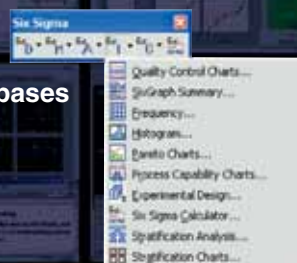 Six Sigma
bases
Quality Control Charts...
SixGraph Summary...
Frequency...
Histogram...
Pareto Charts...
Process Capability Charts...
Experimental Design...
Six Sigma Calculator...
Stratification Analysis...
Stratification Charts...